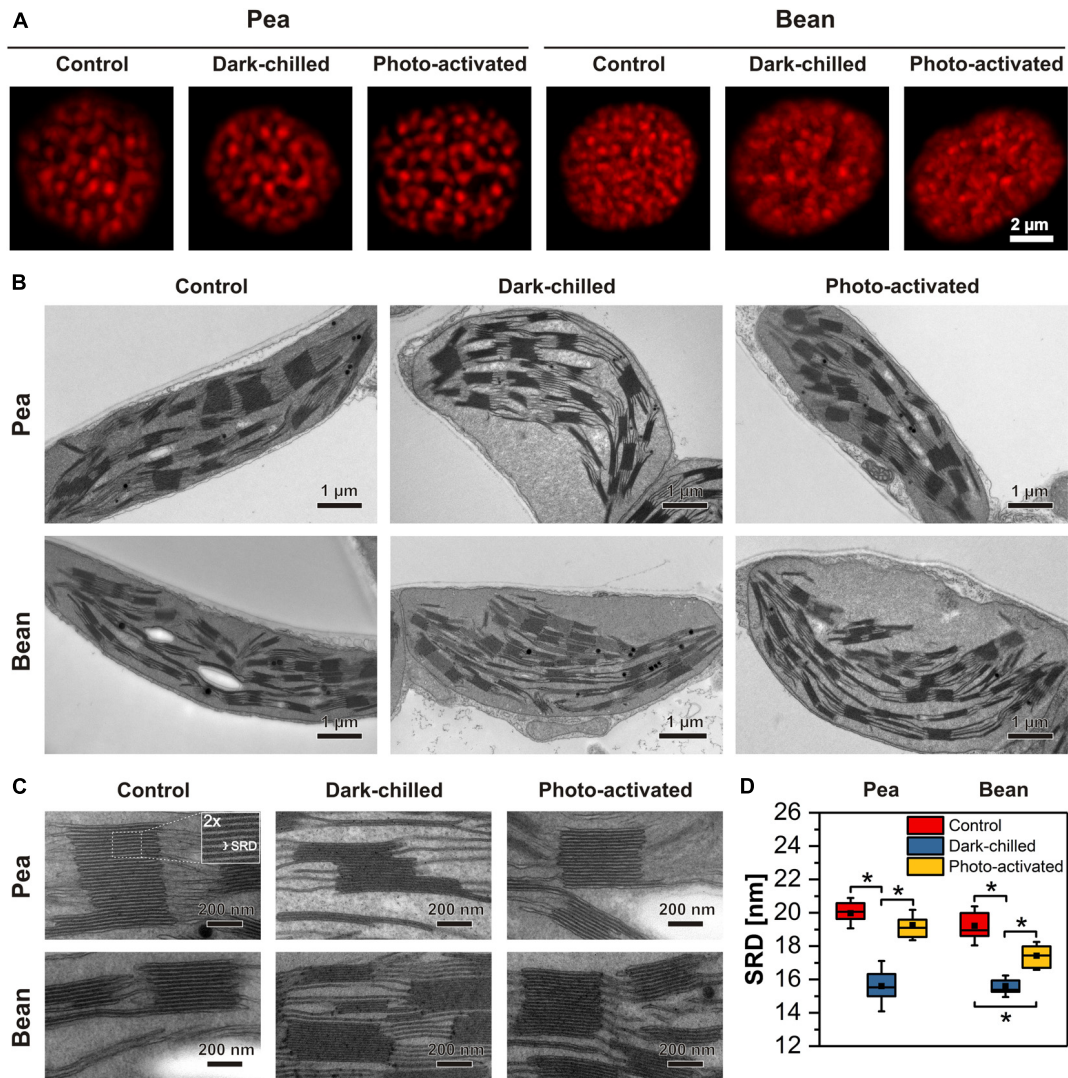 A
Pea Bean
Control Dark-chilled Photo-activated Control Dark-chilled Photo-activated
2 µm
B
Control Dark-chilled Photo-activated
Pea
1 µm 1 µm 1 µm
Bean
1 µm 1 µm 1 µm
C
Control Dark-chilled Photo-activated
Pea
2x
SRD
200 nm 200 nm 200 nm
Bean
200 nm 200 nm 200 nm
D
Pea Bean
26
24
22
20
18
16
14
12
SRD [nm]
Control
Dark-chilled
Photo-activated
* * * * *